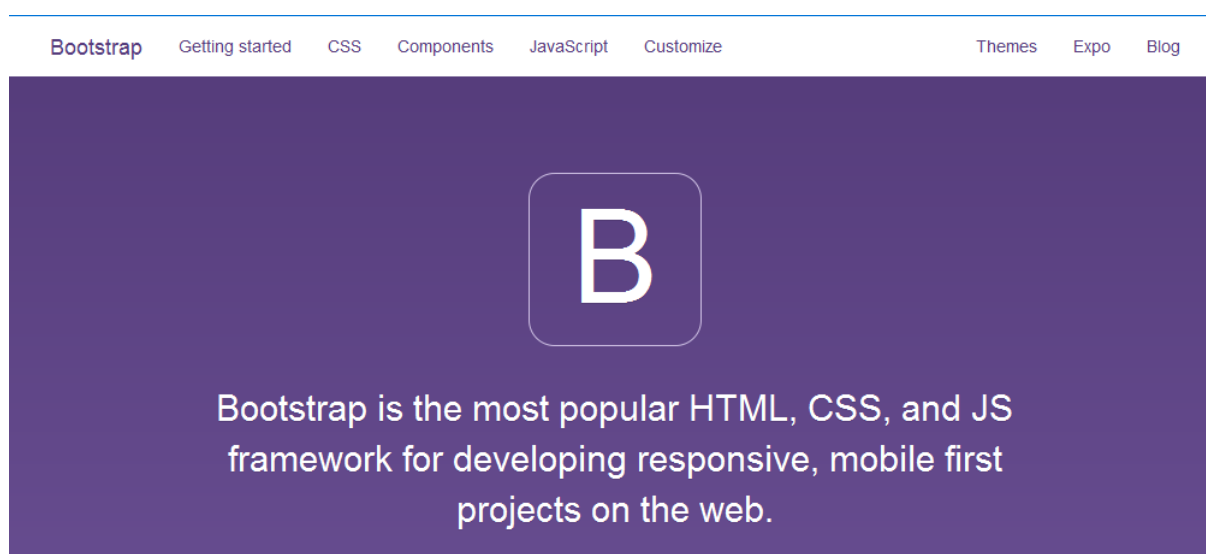 Bootstrap Getting started CSS Components JavaScript Customize Themes Expo Blog
B
Bootstrap is the most popular HTML, CSS, and JS
framework for developing responsive, mobile first
projects on the web.